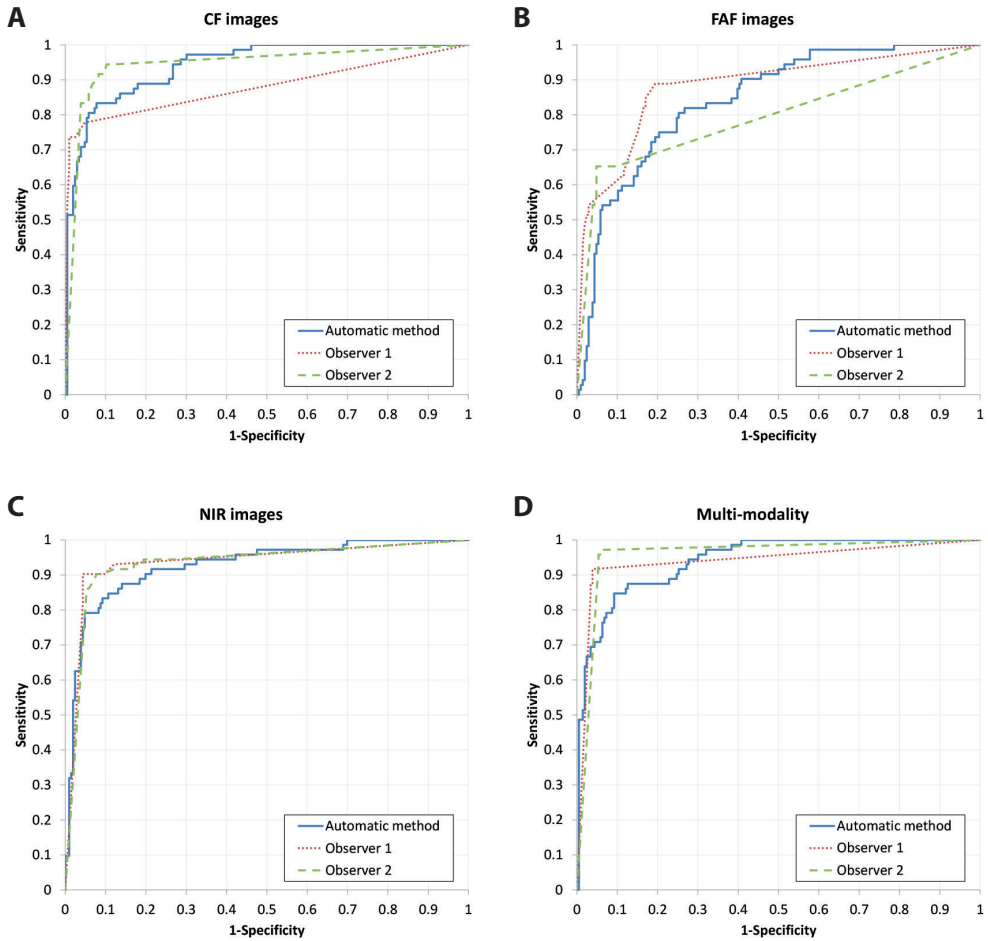 A
CF images
1
0.9
0.8
0.7
0.6
0.5
0.4
0.3
0.2
0.1
0
Sensitivity
Automatic method
Observer 1
Observer 2
0 0.1 0.2 0.3 0.4 0.5 0.6 0.7 0.8 0.9 1
1-Specificity
B
FAF images
1
0.9
0.8
0.7
0.6
0.5
0.4
0.3
0.2
0.1
0
Sensitivity
Automatic method
Observer 1
Observer 2
0 0.1 0.2 0.3 0.4 0.5 0.6 0.7 0.8 0.9 1
1-Specificity
C
NIR images
1
0.9
0.8
0.7
0.6
0.5
0.4
0.3
0.2
0.1
0
Sensitivity
Automatic method
Observer 1
Observer 2
0 0.1 0.2 0.3 0.4 0.5 0.6 0.7 0.8 0.9 1
1-Specificity
D
Multi-modality
1
0.9
0.8
0.7
0.6
0.5
0.4
0.3
0.2
0.1
0
Sensitivity
Automatic method
Observer 1
Observer 2
0 0.1 0.2 0.3 0.4 0.5 0.6 0.7 0.8 0.9 1
1-Specificity